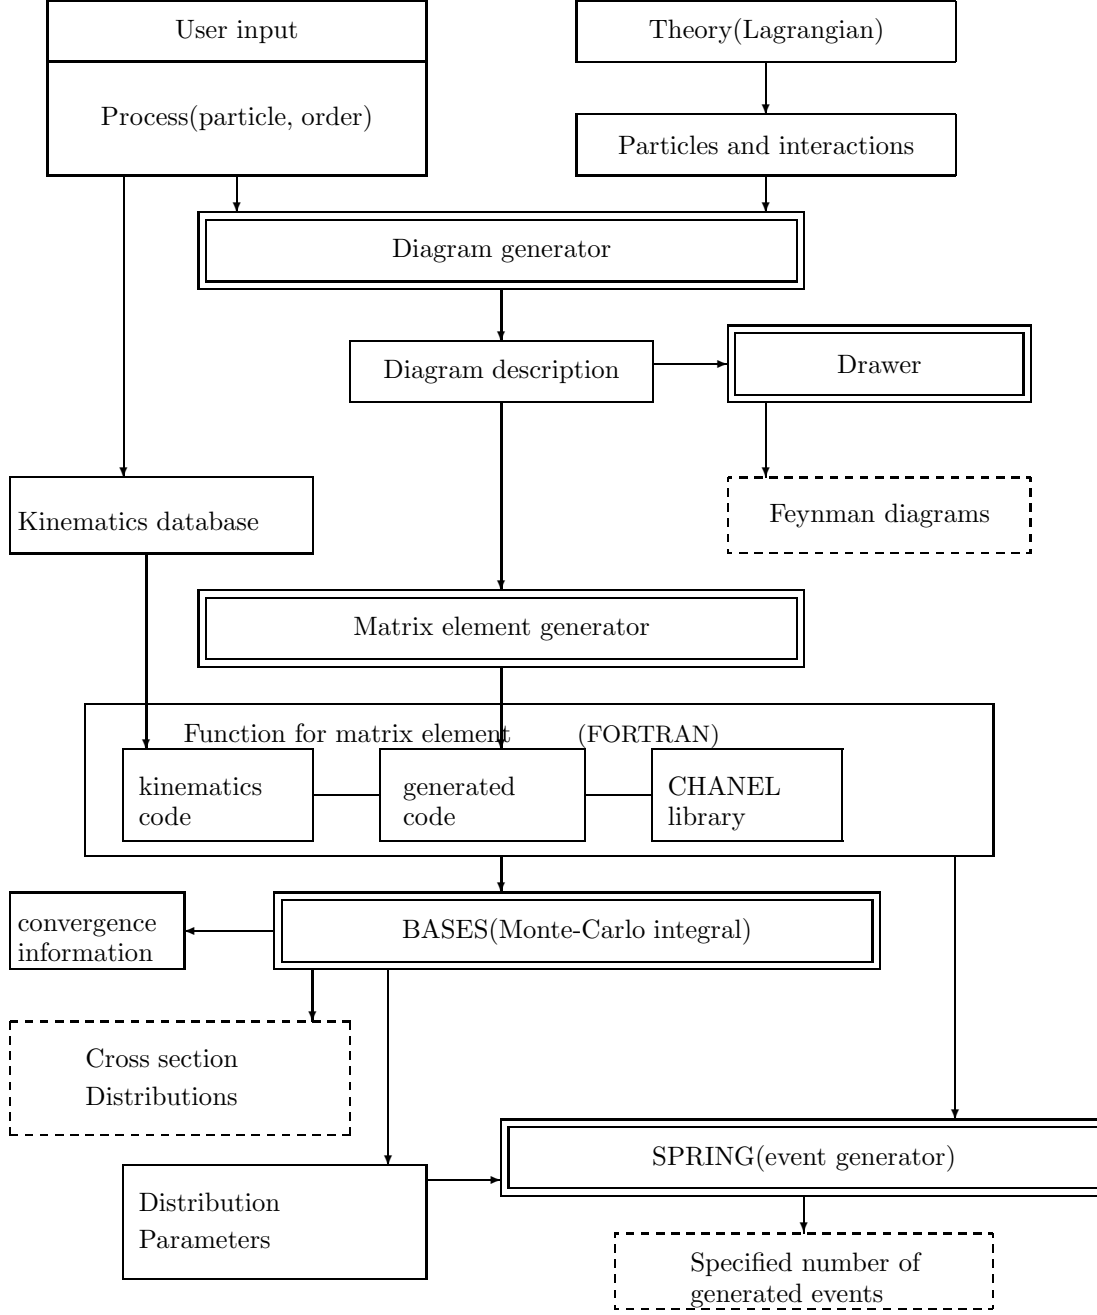 User input
Theory(Lagrangian)
Process(particle, order)
Particles and interactions
Diagram generator
Diagram description
Drawer
Kinematics database
Feynman diagrams
Matrix element generator
Function for matrix element (FORTRAN)
kinematics
code
generated
code
CHANEL
library
convergence
information
BASES(Monte-Carlo integral)
Cross section
Distributions
SPRING(event generator)
Distribution
Parameters
Specified number of
generated events